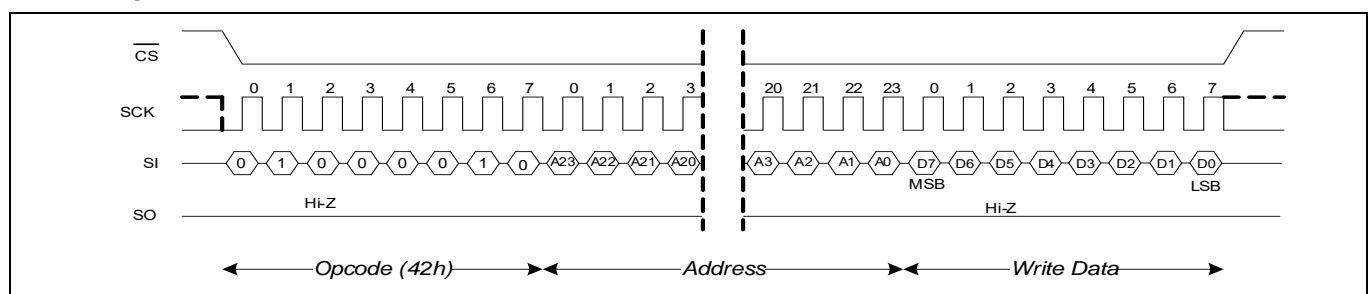 CS
0 1 2 3 4 5 6 7 0 1 2 3 20 21 22 23 0 1 2 3 4 5 6 7
SCK
SI 0 1 0 0 0 0 1 0 A23 A22 A21 A20 A3 A2 A1 A0 D7 D6 D5 D4 D3 D2 D1 D0
MSB LSB
Hi-Z Hi-Z
SO
Opcode (42h) Address Write Data